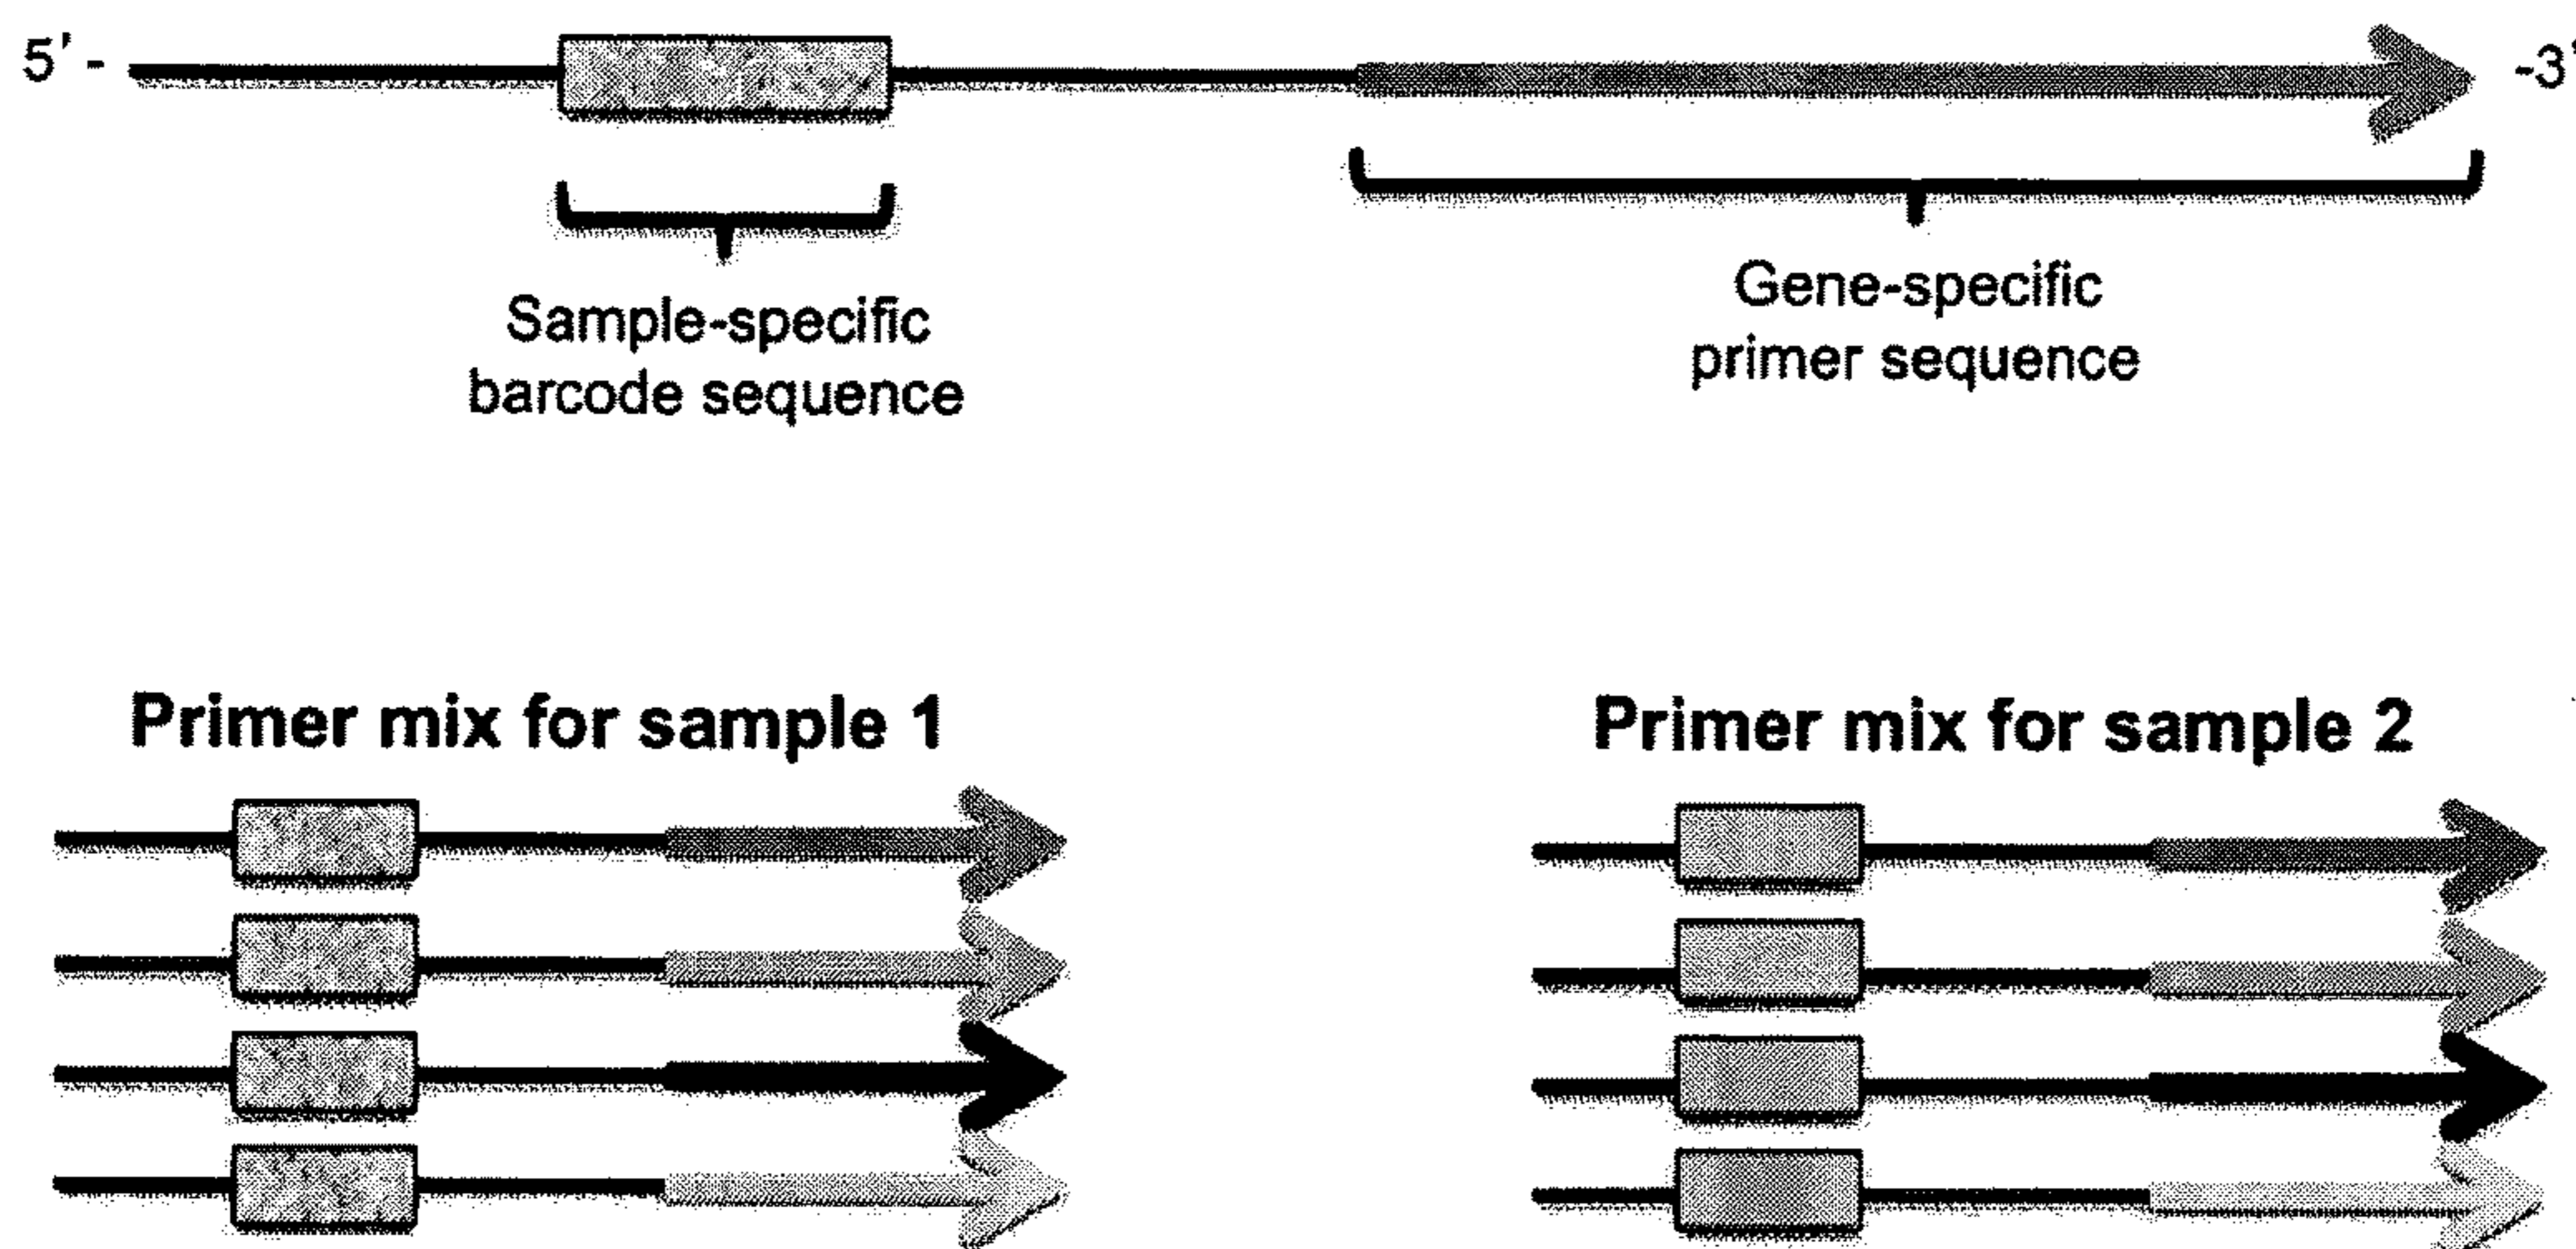 5' - -3'
Sample-specific
barcode sequence
Gene-specific
primer sequence
Primer mix for sample 1
Primer mix for sample 2